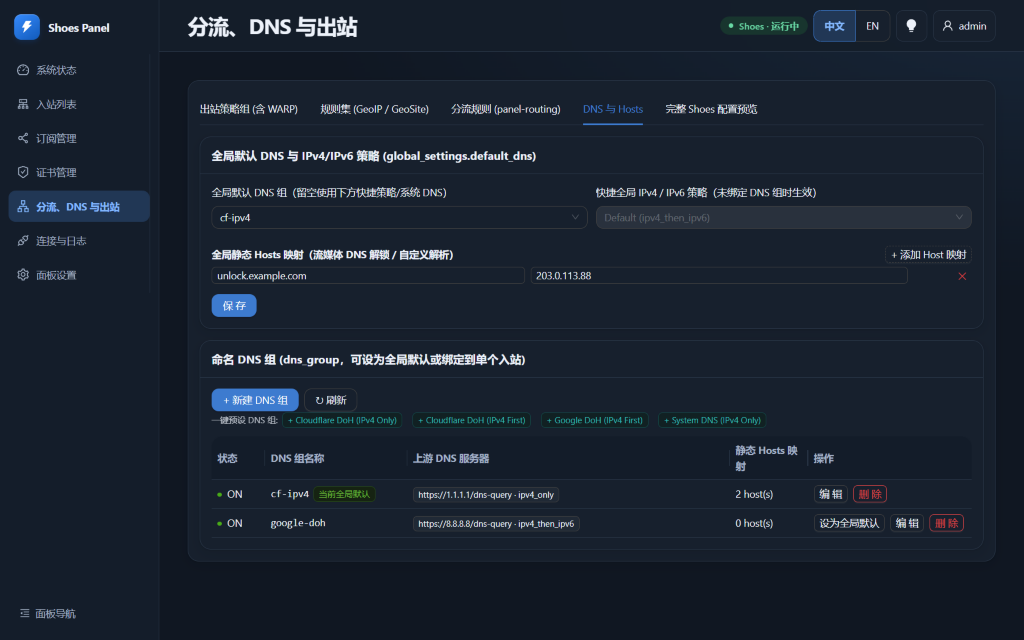 Shoes Panel
分流、DNS 与出站
Shoes · 运行中
中文
EN
admin
系统状态
入站列表
订阅管理
证书管理
分流、DNS 与出站
连接与日志
面板设置
面板导航
出站策略组 (含 WARP)
规则集 (GeoIP / GeoSite)
分流规则 (panel-routing)
DNS 与 Hosts
完整 Shoes 配置预览
全局默认 DNS 与 IPv4/IPv6 策略 (global_settings.default_dns)
全局默认 DNS 组（留空使用下方快捷策略/系统 DNS）
快捷全局 IPv4 / IPv6 策略（未绑定 DNS 组时生效）
cf-ipv4
Default (ipv4_then_ipv6)
全局静态 Hosts 映射（流媒体 DNS 解锁 / 自定义解析）
+ 添加 Host 映射
unlock.example.com
203.0.113.88
保 存
命名 DNS 组 (dns_group，可设为全局默认或绑定到单个入站)
+ 新建 DNS 组
↻ 刷新
一键预设 DNS 组:
+ Cloudflare DoH (IPv4 Only)
+ Cloudflare DoH (IPv4 First)
+ Google DoH (IPv4 First)
+ System DNS (IPv4 Only)
状态
DNS 组名称
上游 DNS 服务器
静态 Hosts 映
射
操作
ON
cf-ipv4
当前全局默认
https://1.1.1.1/dns-query · ipv4_only
2 host(s)
编 辑
删 除
ON
google-doh
https://8.8.8.8/dns-query · ipv4_then_ipv6
0 host(s)
设为全局默认
编 辑
删 除